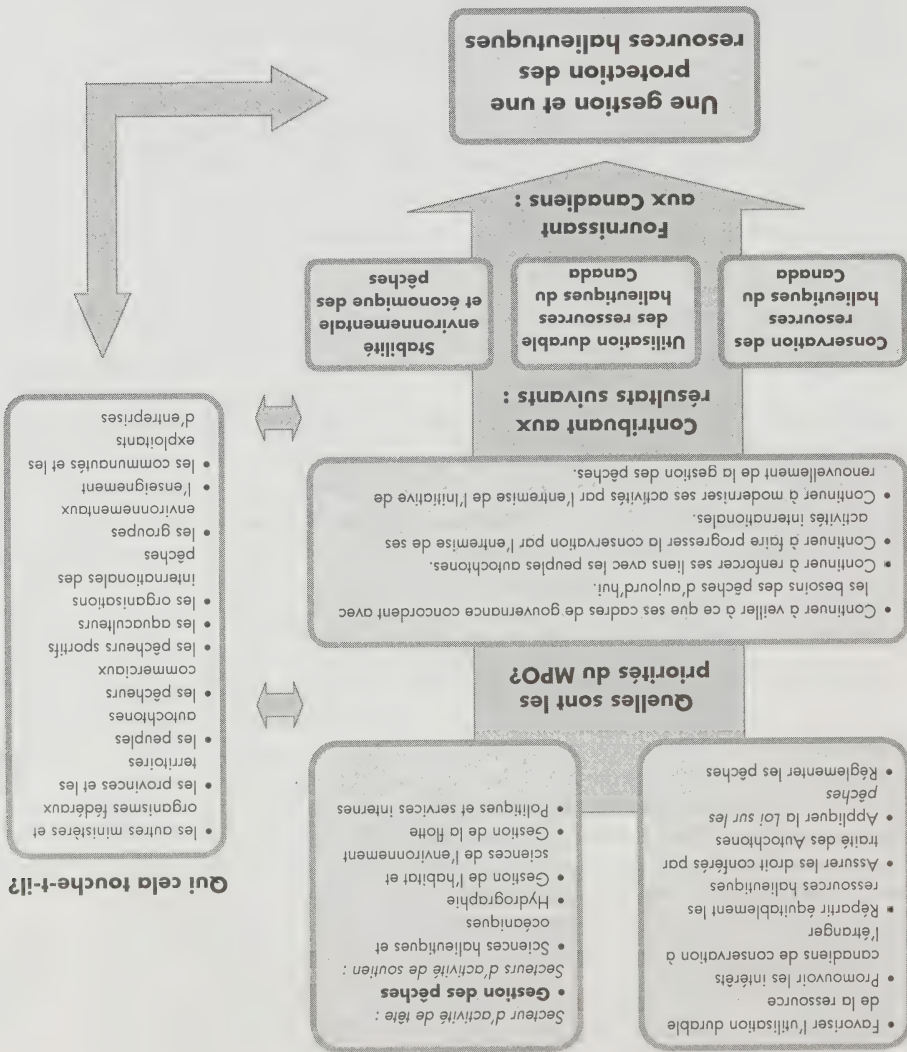 • Favoriser l'utilisation durable
de la ressource
• Promouvoir les intérêts
canadiens de conservation à
l'étranger
• Répartir équitablement les
ressources halieutiques
• Assurer les droit conférés par
traité des Autochtones
• Appliquer la Loi sur les
pêches
• Réglementer les pêches
Secteur d'activité de tête :
• Gestion des pêches
Secteurs d'activité de soutien :
• Sciences halieutiques et
océaniques
• Hydrographie
• Gestion de l'habitat et
sciences de l'environnement
• Gestion de la flotte
• Politiques et services internes
Qui cela touche-t-il?
• les autres ministères et
organismes fédéraux
• les provinces et les
territoires
• les peuples
autochtones
• les pêcheurs
commerciaux
• les pêcheurs sportifs
• les aquaculteurs
• les organisations
internationales des
pêches
• les groupes
environnementaux
• l'enseignement
• les communautés et les
exploitants
d'entreprises
Quelles sont les
priorités du MPO?
• Continuer à veiller à ce que ses cadres de gouvernance concordent avec
les besoins des pêches d'aujourd'hui.
• Continuer à renforcer ses liens avec les peuples autochtones.
• Continuer à faire progresser la conservation par l'entremise de ses
activités internationales.
• Continuer à moderniser ses activités par l'entremise de l'Initiative de
renouvellement de la gestion des pêches.
Contribuant aux
résultats suivants :
Conservation des
resources
halieutiques du
Canada
Utilisation durable
des ressources
halieutiques du
Canada
Stabilité
environnementale
et économique des
pêches
Fournissant
aux Canadiens :
Une gestion et une
protection des
resources halieutuques